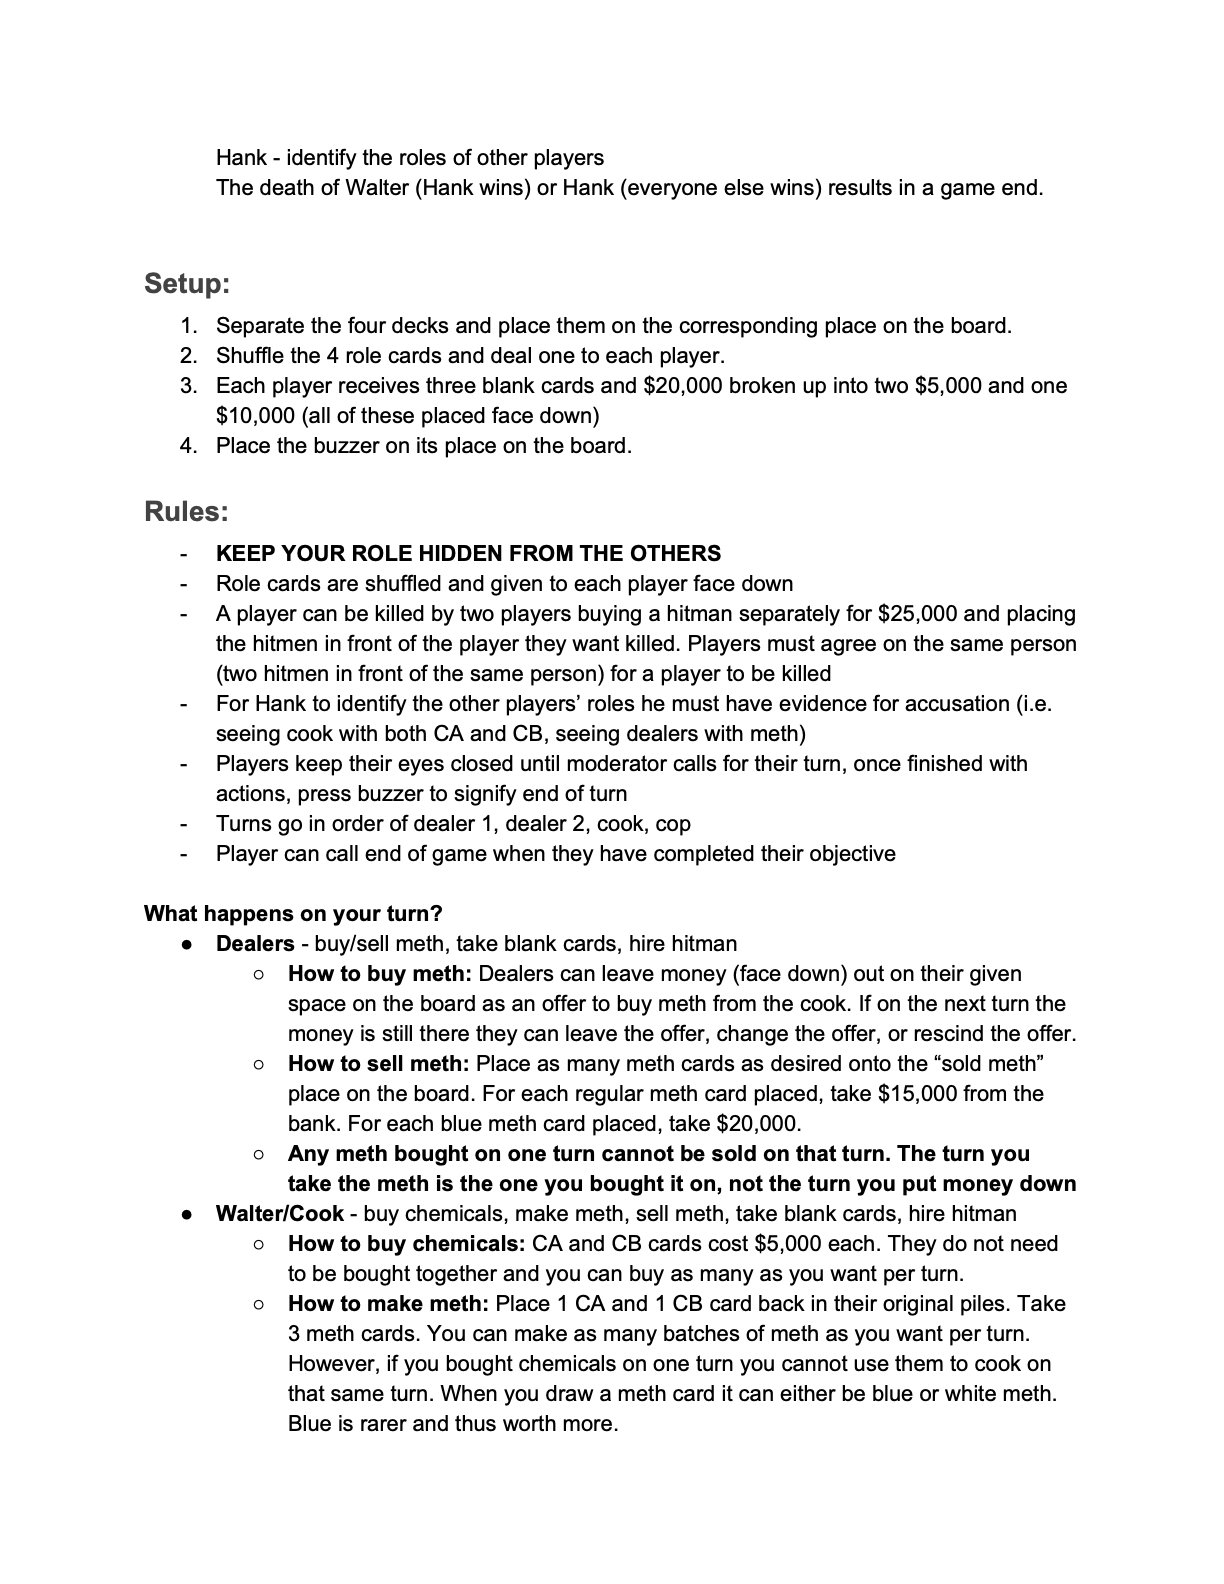 Hank - identify the roles of other players
The death of Walter (Hank wins) or Hank (everyone else wins) results in a game end.
Setup:
1. Separate the four decks and place them on the corresponding place on the board.
2. Shuffle the 4 role cards and deal one to each player.
3. Each player receives three blank cards and $20,000 broken up into two $5,000 and one
$10,000 (all of these placed face down)
4. Place the buzzer on its place on the board.
Rules:
- KEEP YOUR ROLE HIDDEN FROM THE OTHERS
- Role cards are shuffled and given to each player face down
- A player can be killed by two players buying a hitman separately for $25,000 and placing
the hitmen in front of the player they want killed. Players must agree on the same person
(two hitmen in front of the same person) for a player to be killed
- For Hank to identify the other players’ roles he must have evidence for accusation (i.e.
seeing cook with both CA and CB, seeing dealers with meth)
- Players keep their eyes closed until moderator calls for their turn, once finished with
actions, press buzzer to signify end of turn
- Turns go in order of dealer 1, dealer 2, cook, cop
- Player can call end of game when they have completed their objective
What happens on your turn?
● Dealers - buy/sell meth, take blank cards, hire hitman
○ How to buy meth: Dealers can leave money (face down) out on their given
space on the board as an offer to buy meth from the cook. If on the next turn the
money is still there they can leave the offer, change the offer, or rescind the offer.
○ How to sell meth: Place as many meth cards as desired onto the “sold meth”
place on the board. For each regular meth card placed, take $15,000 from the
bank. For each blue meth card placed, take $20,000.
○ Any meth bought on one turn cannot be sold on that turn. The turn you
take the meth is the one you bought it on, not the turn you put money down
● Walter/Cook - buy chemicals, make meth, sell meth, take blank cards, hire hitman
○ How to buy chemicals: CA and CB cards cost $5,000 each. They do not need
to be bought together and you can buy as many as you want per turn.
○ How to make meth: Place 1 CA and 1 CB card back in their original piles. Take
3 meth cards. You can make as many batches of meth as you want per turn.
However, if you bought chemicals on one turn you cannot use them to cook on
that same turn. When you draw a meth card it can either be blue or white meth.
Blue is rarer and thus worth more.